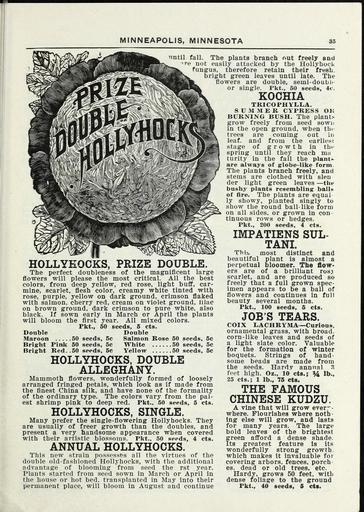 MINNEAPOLIS, MINNESOTA 35
PRIZE
DOUBLE
HOLLYHOCKS
HOLLYHOCKS, PRIZE DOUBLE.
The perfect doubleness of the magnificent large
flowers will please the most critical. All the best
colors, from deep yellow, red rose, light buff, car-
mine, scarlet, flesh color, creamy white tinted with
rose, purple, yellow on dark ground, crimson flaked
with salmon, cherry red, cream on violet ground, lilac
on brown ground, dark crimson to pure white, also
black. If sown early in March or April the plants
will bloom the first year. All mixed colors.
Pkt., 50 seeds, 5 cts.
Double Double
Maroon .....50 seeds, 5c Salmon Rose 50 seeds, 5c
Bright Pink 50 seeds, 5c White ......50 seeds, 5c
Bright Red. 50 seeds, 5c Yellow ......50 seeds, 5c
HOLLYHOCKS, DOUBLE
ALLEGHANY.
Mammoth flowers, wonderfully formed of loosely
arranged fringed petals, which look as if made from
the finest China silk, and have none of the formality
of the ordinary type. The colors vary from the pal-
est shrimp pink to deep red. Pkt., 50 seeds, 5 cts.
HOLLYHOCKS, SINGLE.
Many prefer the single-flowering Hollyhocks. They
are usually of freer growth than the doubles, and
present a very handsome appearance when covered
with their artistic blossoms. Pkt., 50 seeds, 4 cts.
ANNUAL HOLLYHOCKS.
This new strain possesses all the virtues of the
double old-fashioned Hollyhocks, with the additional
advantage of blooming from seed the rst year.
Plants started from seed sown in March or April in
the house or hot bed, transplanted in May into their
permanent place, will bloom in August and continue
until fall. The plants branch out freely and
are not easily attacked by the Hollyhock
fungus, therefore retain their fresh,
bright green leaves until late. The
flowers are double, semi-double
or single. Pkt., 50 seeds, 4c.
KOCHIA
TRICOPHYLLA.
SUMMER CYPRESS OR
BURNING BUSH. The plants
grow freely from seed sown
in the open ground, when the
trees are coming out in
leaf, and from the earliest
stage of growth in the
spring until they reach ma-
turity in the fall the plants
are always of globe-like form.
The plants branch freely, and
stems are clothed with slen-
der light green leaves—the
bushy plants resembling balls
of fire. The plants are equal-
ly showy, planted singly to
show the round ball-like form
on all sides, or grown in con-
tinuous rows or hedges.
Pkt., 200 seeds, 4 cts.
IMPATIENS SUL-
TANI.
This most distinct and
beautiful plant is almost a
perpetual bloomer. The flow-
ers are of a brilliant rosy
scarlet, and are produced so
freely that a full grown spec-
imen appears to be a ball of
flowers and continues in full
beauty several months.
Pkt., 100 seeds, 5 cts.
JOB'S TEARS.
COIX LACHRYMA—Curious,
ornamental grass, with broad,
corn-like leaves and seeds of
a light slate color. Valuable
for the formation of winter
boquets. Strings of hand-
some beads are made from
the seeds. Hardy annual 3
feet high. Oz., 10 cts.; ¼ lb.,
25 cts.; 1 lb., 75 cts.
THE FAMOUS
CHINESE KUDZU.
A vine that will grow every-
where. Flourishes where noth-
ing else will grow, and lasts
for many years. The large
bold leaves of the brightest
green afford a dense shade.
Its greatest feature is its
wonderfully strong growth,
which makes it invaluable for
covering arbors, fences, porch-
es, dead or old trees, etc.
Hardy, grows 50 feet, with
dense foliage to the ground
Pkt., 40 seeds, 5 cts.